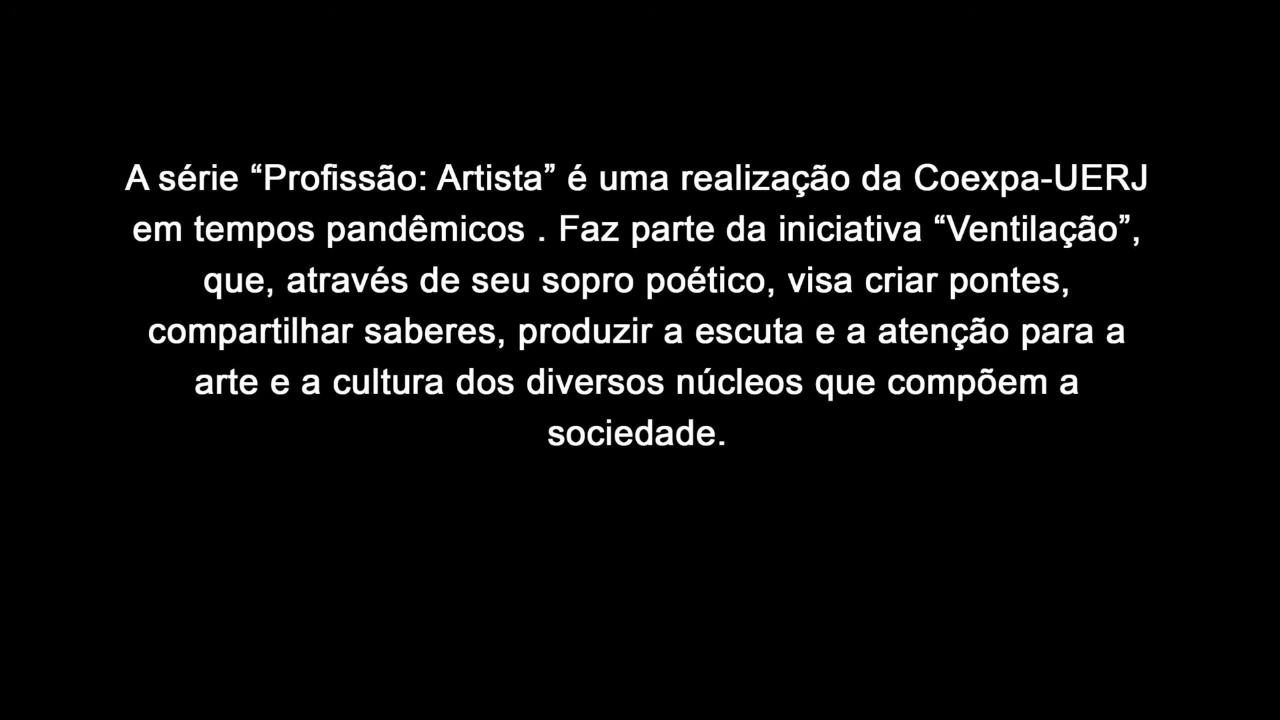 A série “Profissão: Artista” é uma realização da Coexpa-UERJ
em tempos pandêmicos . Faz parte da iniciativa “Ventilação”,
que, através de seu sopro poético, visa criar pontes,
compartilhar saberes, produzir a escuta e a atenção para a
arte e a cultura dos diversos núcleos que compõem a
sociedade.